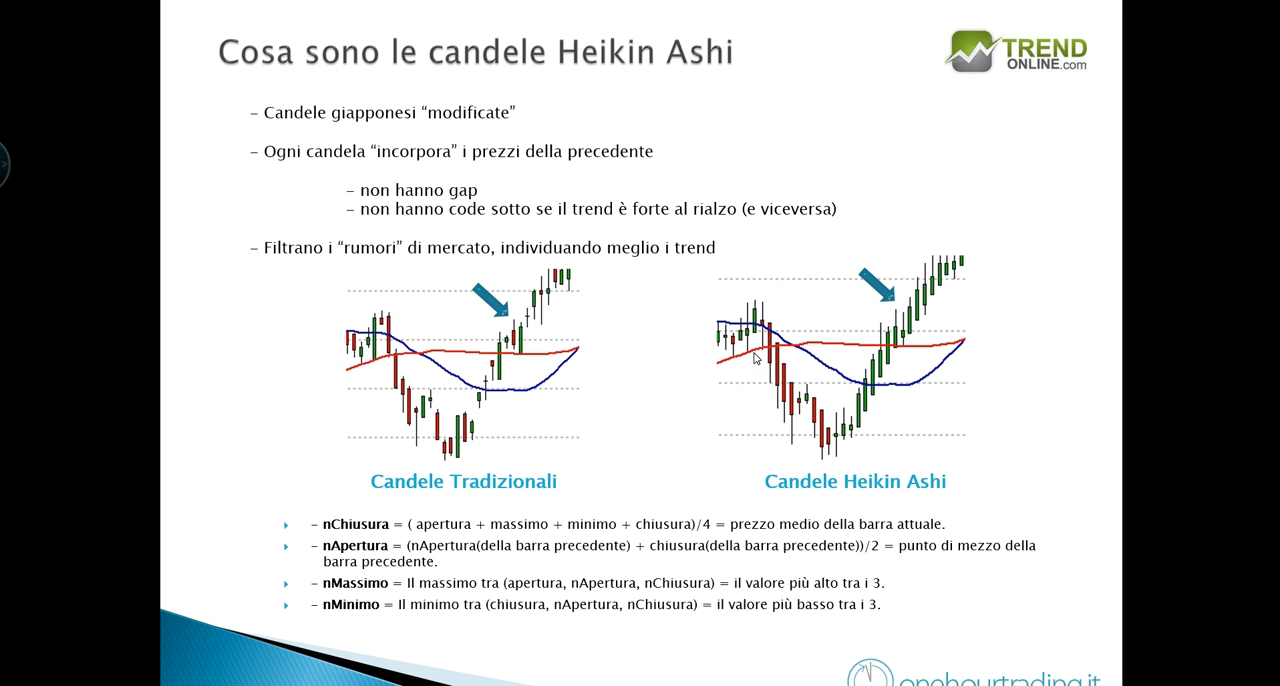 Cosa sono le candele Heikin Ashi
TREND
ONLINE.com
– Candele giapponesi “modificate”
– Ogni candela “incorpora” i prezzi della precedente
– non hanno gap
– non hanno code sotto se il trend è forte al rialzo (e viceversa)
– Filtrano i “rumori” di mercato, individuando meglio i trend
Candele Tradizionali
Candele Heikin Ashi
– nChiusura = ( apertura + massimo + minimo + chiusura)/4 = prezzo medio della barra attuale.
– nApertura = (nApertura(della barra precedente) + chiusura(della barra precedente))/2 = punto di mezzo della
barra precedente.
– nMassimo = Il massimo tra (apertura, nApertura, nChiusura) = il valore più alto tra i 3.
– nMinimo = Il minimo tra (chiusura, nApertura, nChiusura) = il valore più basso tra i 3.
onehourtrading.it